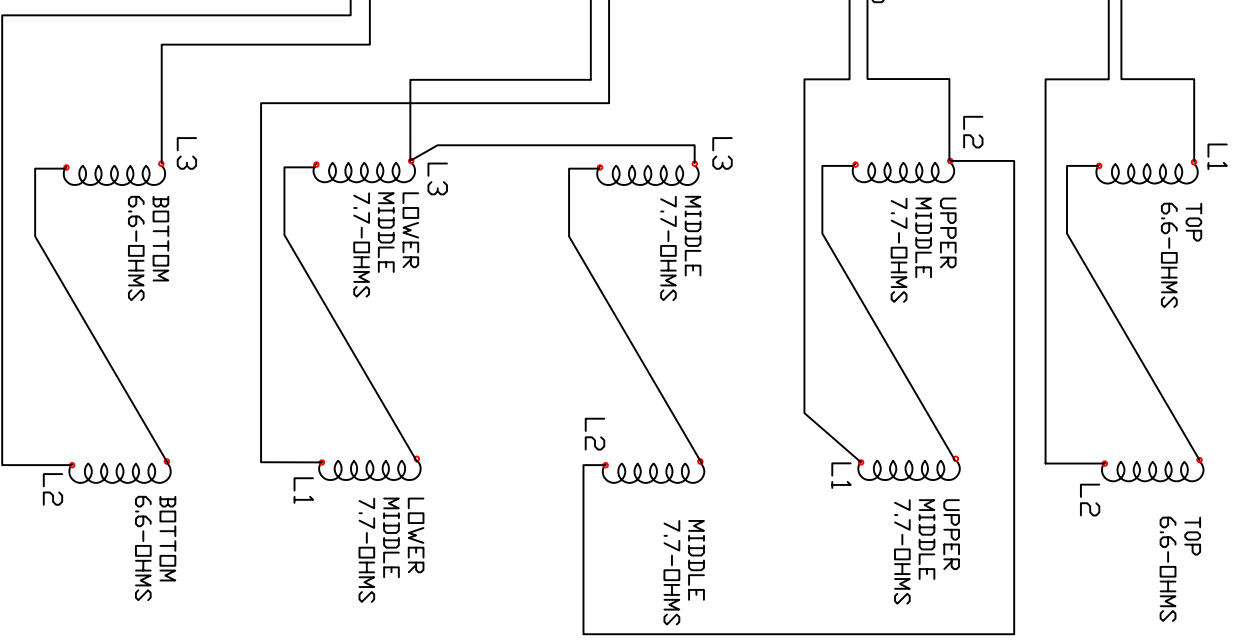 L3
BOTTOM
6.6-OHMS
L3
LOWER
MIDDLE
7.7-OHMS
L3
MIDDLE
7.7-OHMS
L2
UPPER
MIDDLE
7.7-OHMS
L1
TOP
6.6-OHMS
L2
BOTTOM
6.6-OHMS
L1
LOWER
MIDDLE
7.7-OHMS
L2
MIDDLE
7.7-OHMS
L1
UPPER
MIDDLE
7.7-OHMS
L2
TOP
6.6-OHMS